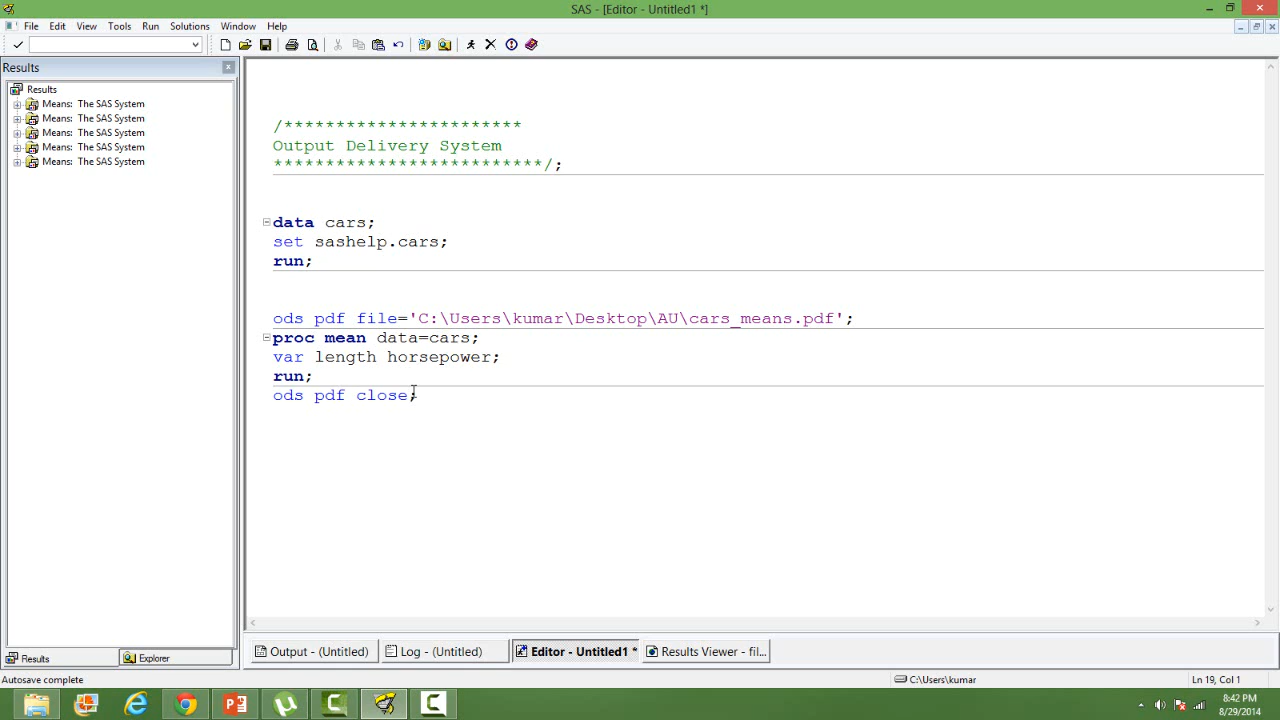 SAS - [Editor - Untitled1 *]
File Edit View Tools Run Solutions Window Help
Results
Results
Means: The SAS System
Means: The SAS System
Means: The SAS System
Means: The SAS System
Means: The SAS System
/***********************
Output Delivery System
**************************/;
data cars;
set sashelp.cars;
run;
ods pdf file='C:\Users\kumar\Desktop\AU\cars_means.pdf';
proc mean data=cars;
var length horsepower;
run;
ods pdf close;
Results Explorer
Output - (Untitled) Log - (Untitled) Editor - Untitled1 * Results Viewer - fil...
Autosave complete C:\Users\kumar Ln 19, Col 1
8:42 PM
8/29/2014